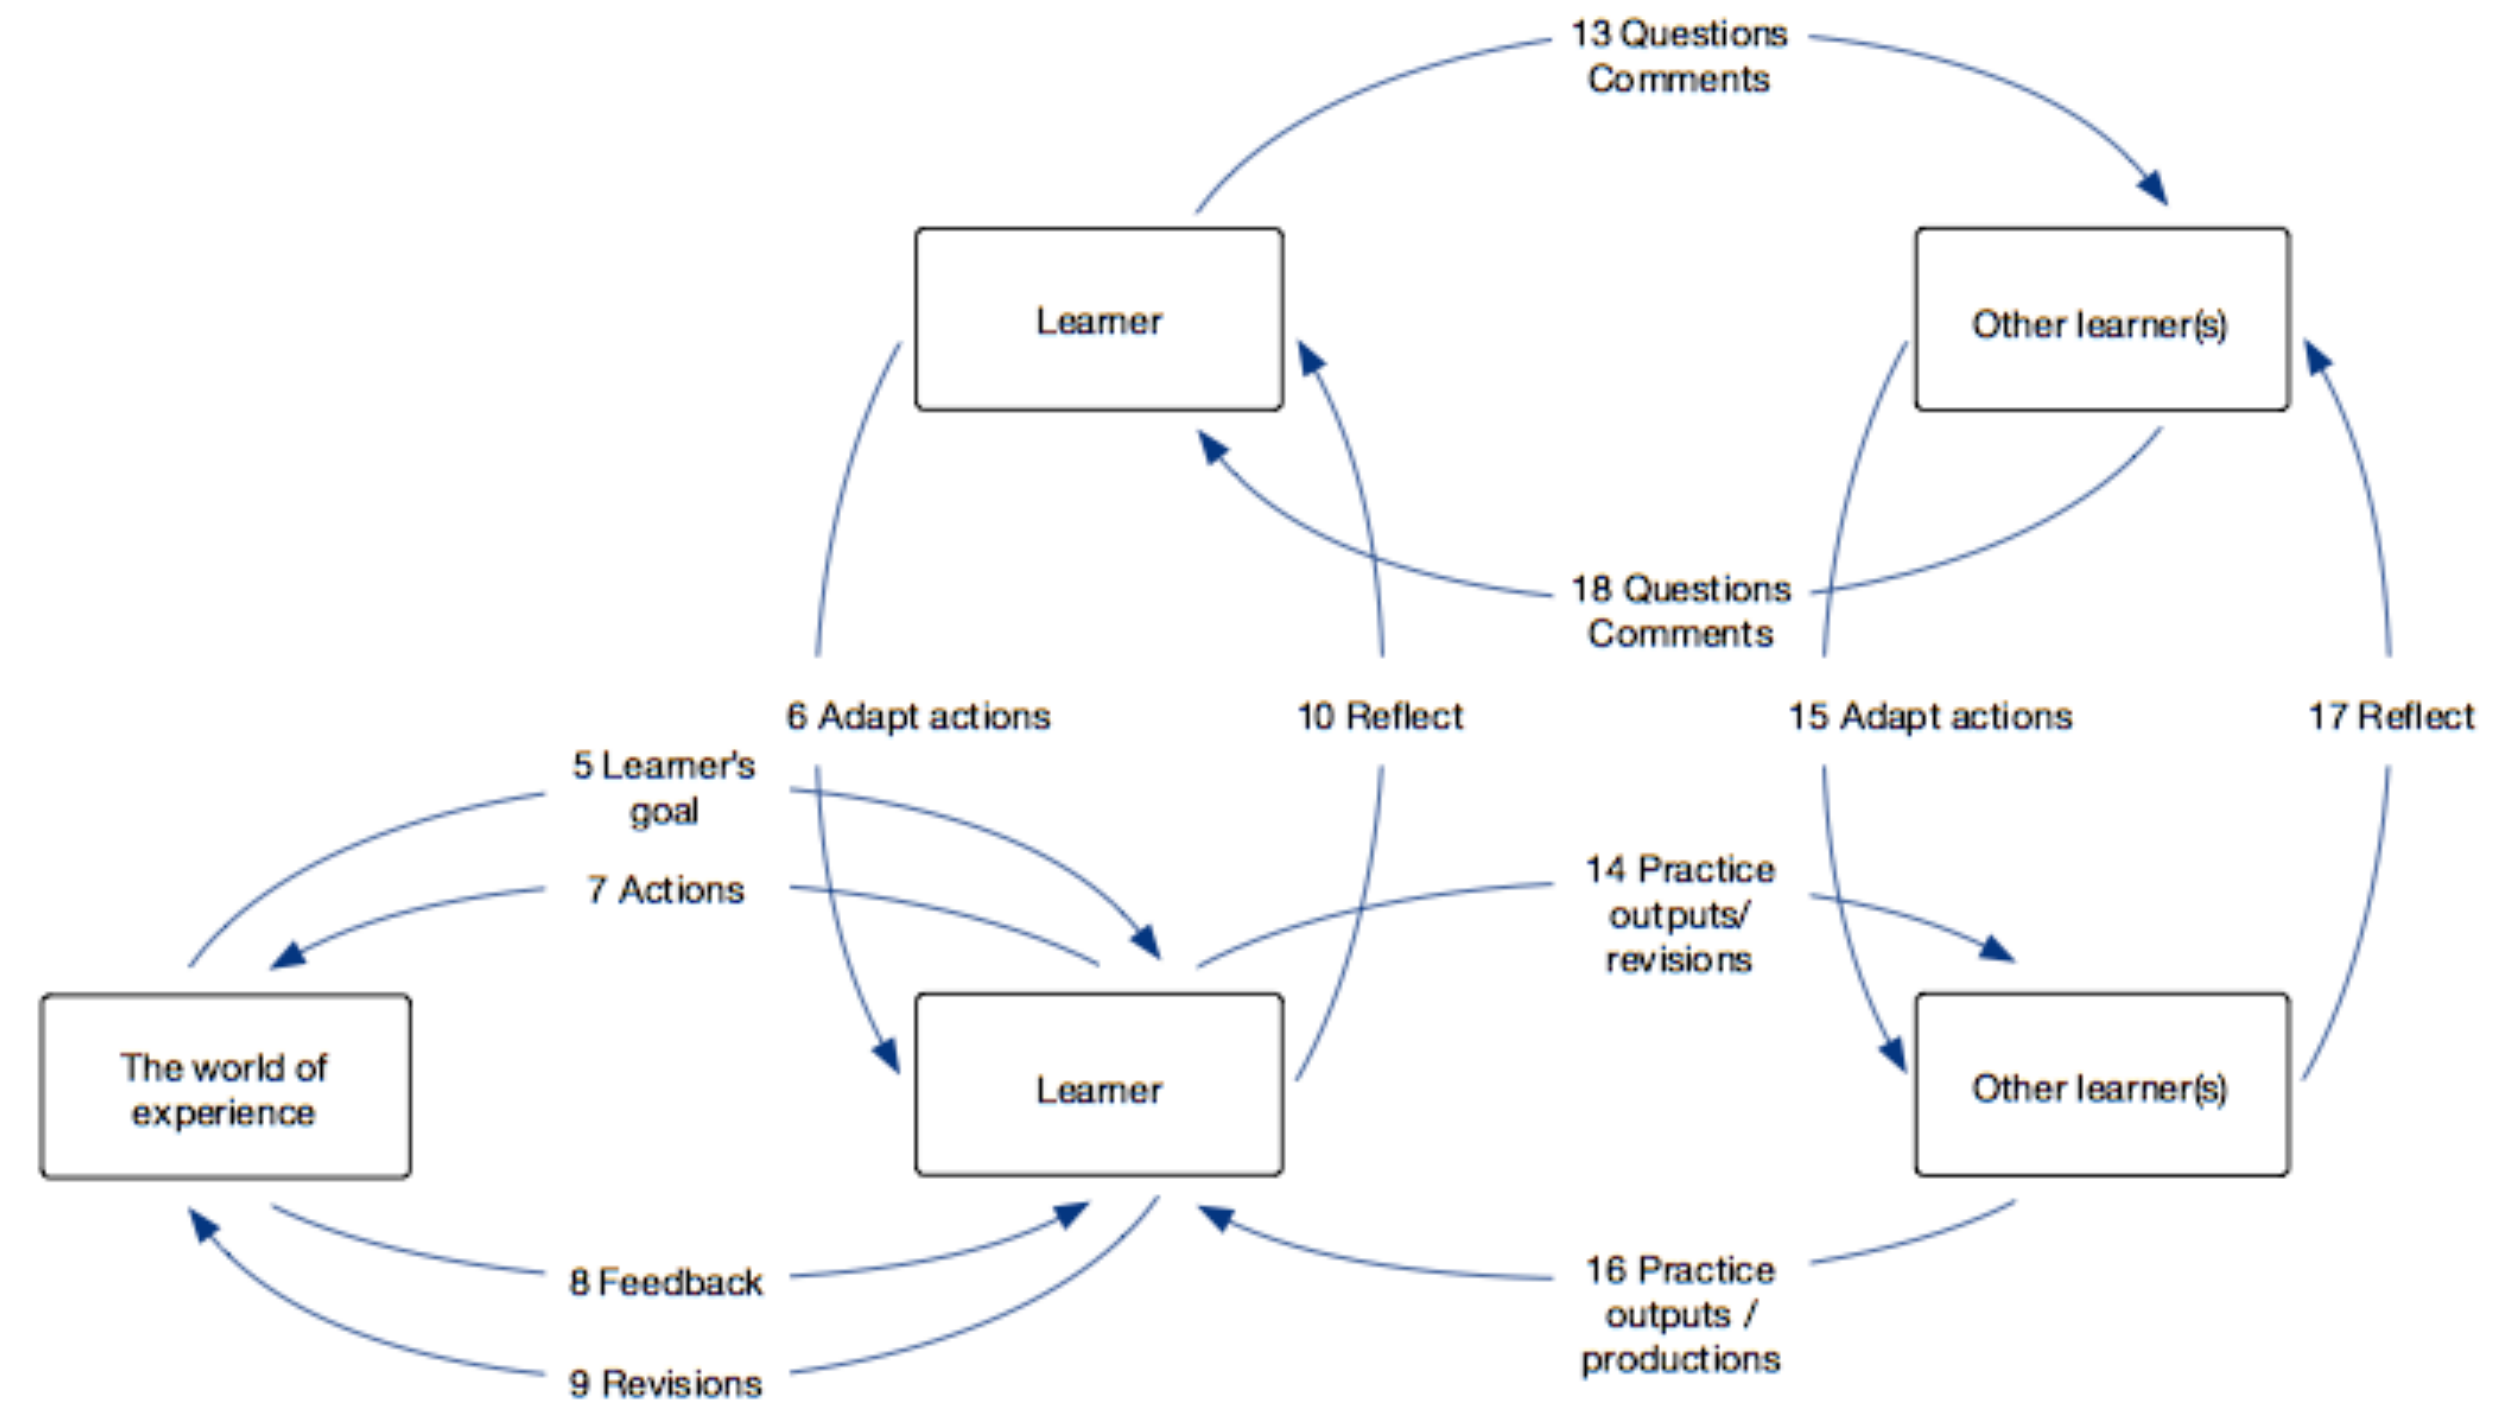 13 Questions
Comments
Learner
Other learner(s)
18 Questions
Comments
6 Adapt actions
10 Reflect
15 Adapt actions
17 Reflect
5 Learner's
goal
7 Actions
14 Practice
outputs/
revisions
The world of
experience
Learner
Other learner(s)
8 Feedback
9 Revisions
16 Practice
outputs /
productions